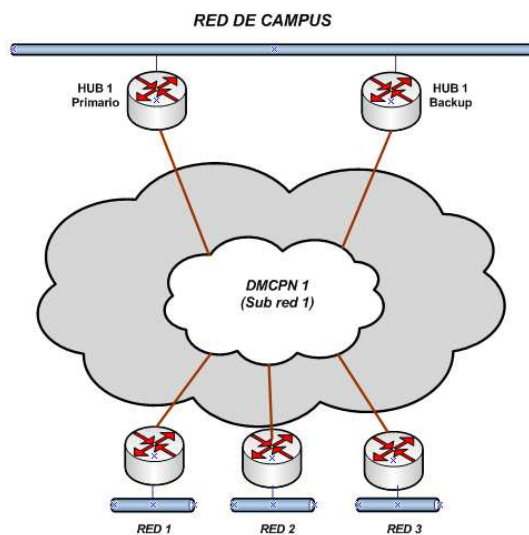 RED DE CAMPUS
HUB 1
Primario
HUB 1
Backup
DMCPN 1
(Sub red 1)
RED 1
RED 2
RED 3